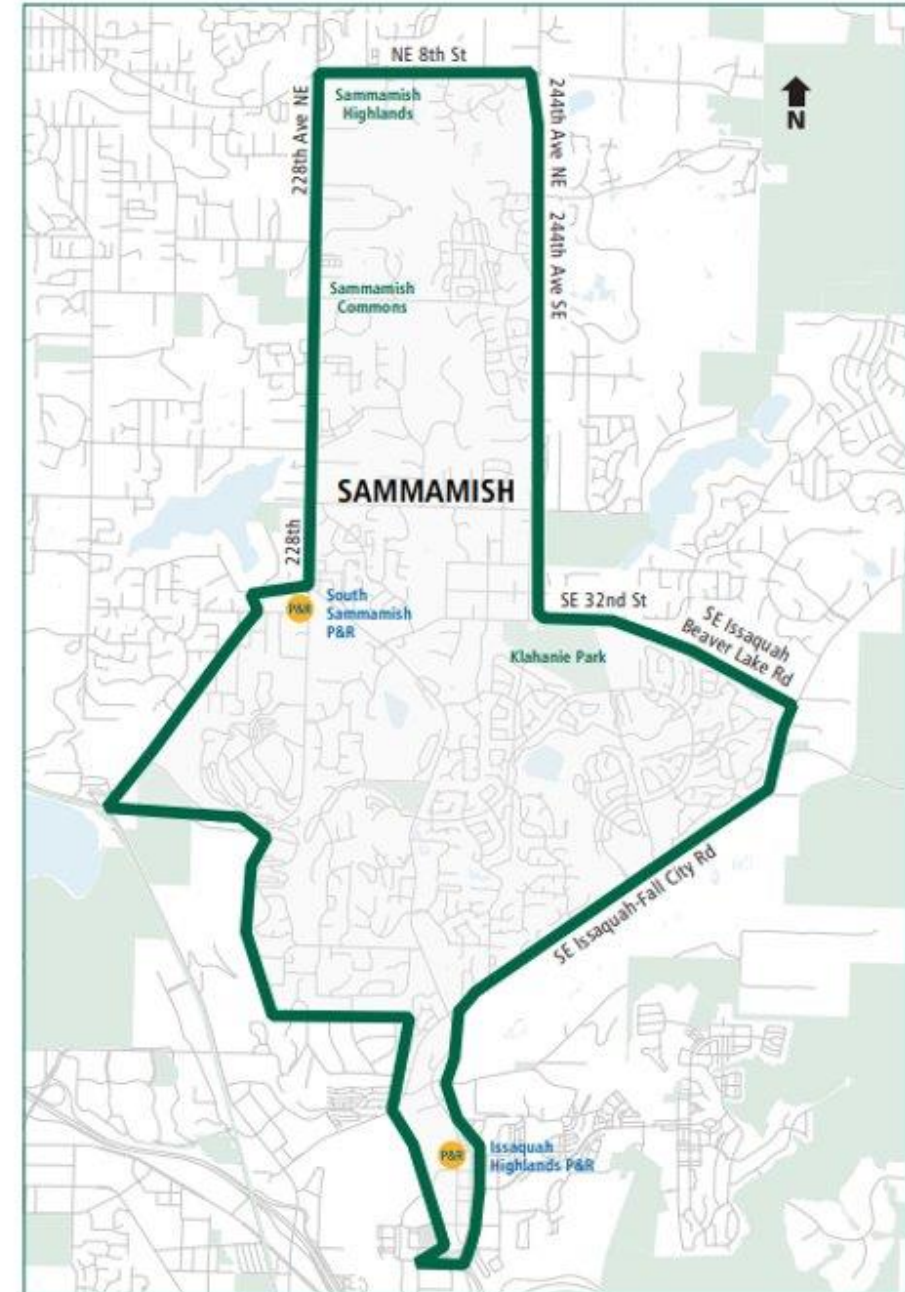 NE 8th St
N
Sammamish
Highlands
228th Ave NE
244th Ave NE
244th Ave SE
Sammamish
Commons
SAMMAMISH
228th
P&R
South
Sammamish
P&R
SE 32nd St
SE Issaquah
Beaver Lake Rd
Klahanie Park
SE Issaquah-Fall City Rd
P&R
Issaquah
Highlands P&R